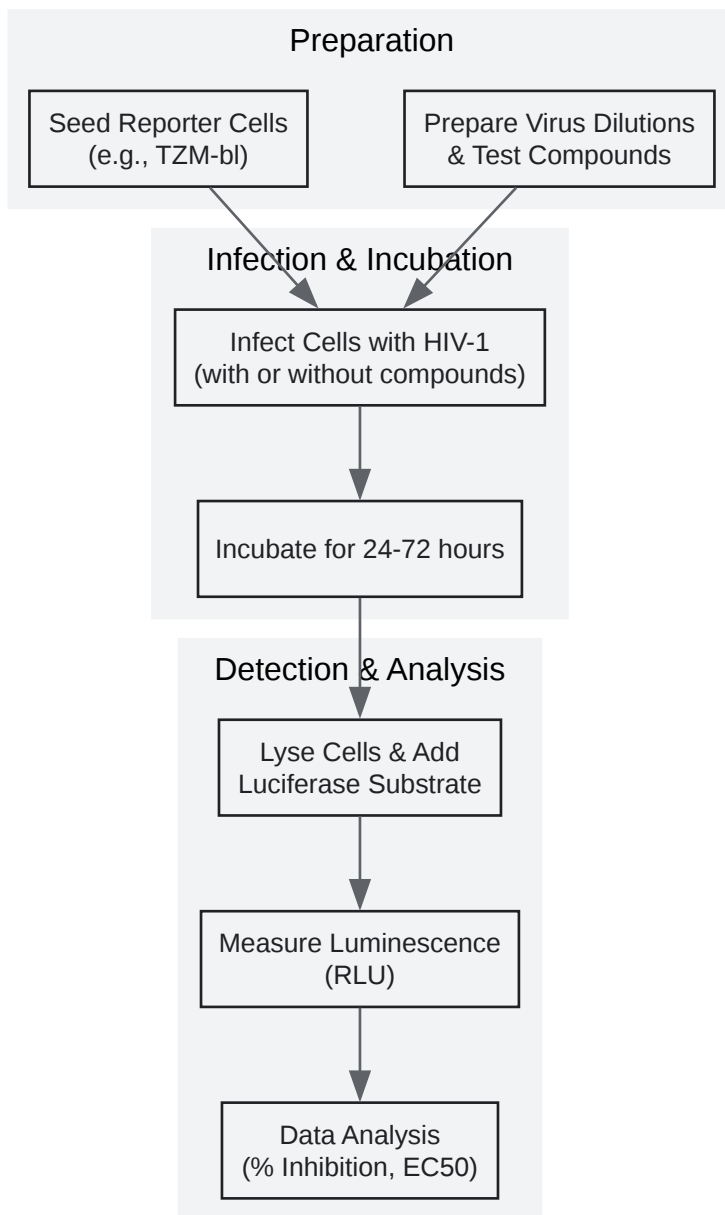 Preparation
Seed Reporter Cells
(e.g., TZM-bl)
Prepare Virus Dilutions
& Test Compounds
Infection & Incubation
Infect Cells with HIV-1
(with or without compounds)
Incubate for 24-72 hours
Detection & Analysis
Lyse Cells & Add
Luciferase Substrate
Measure Luminescence
(RLU)
Data Analysis
(% Inhibition, EC50)